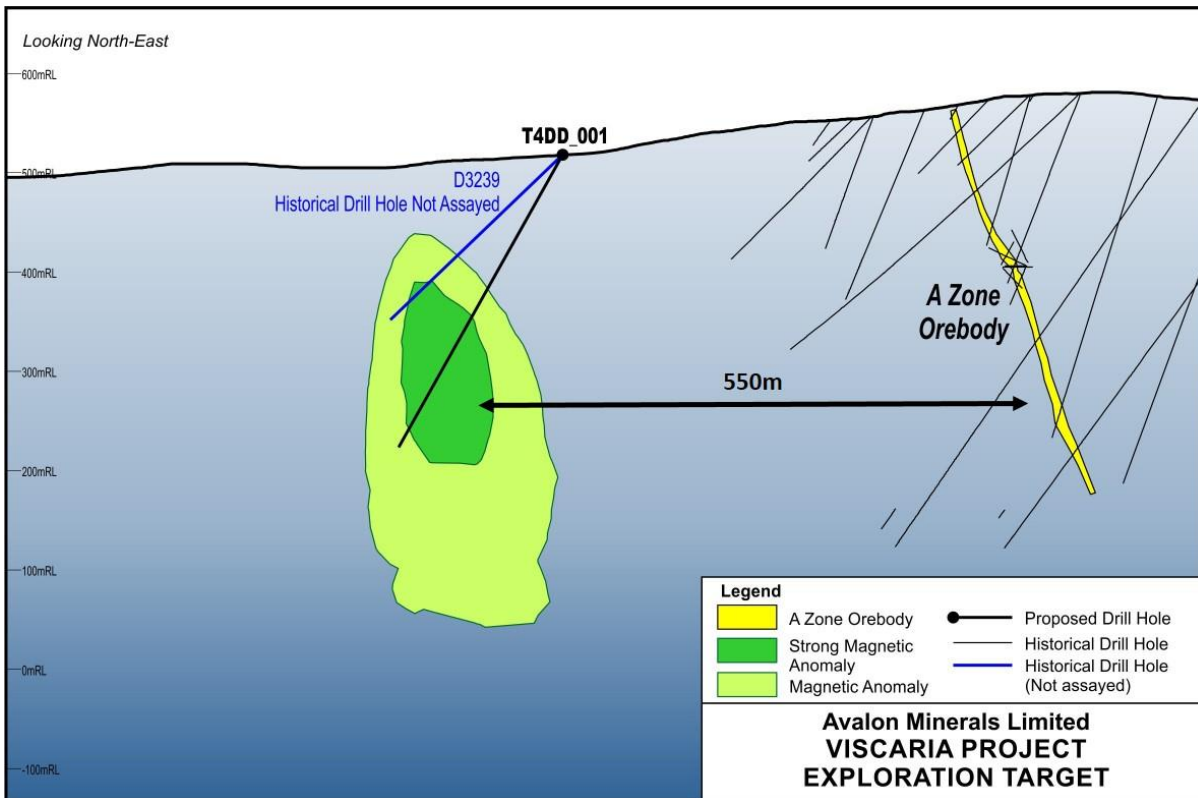 Looking North-East
600mRL
T4DD_001
500mRL
D3239
Historical Drill Hole Not Assayed
400mRL
A Zone
Orebody
300mRL
550m
200mRL
100mRL
Legend
A Zone Orebody
Proposed Drill Hole
Strong Magnetic
Anomaly
Historical Drill Hole
Magnetic Anomaly
Historical Drill Hole
(Not assayed)
0mRL
Avalon Minerals Limited
VISCARIA PROJECT
EXPLORATION TARGET
-100mRL